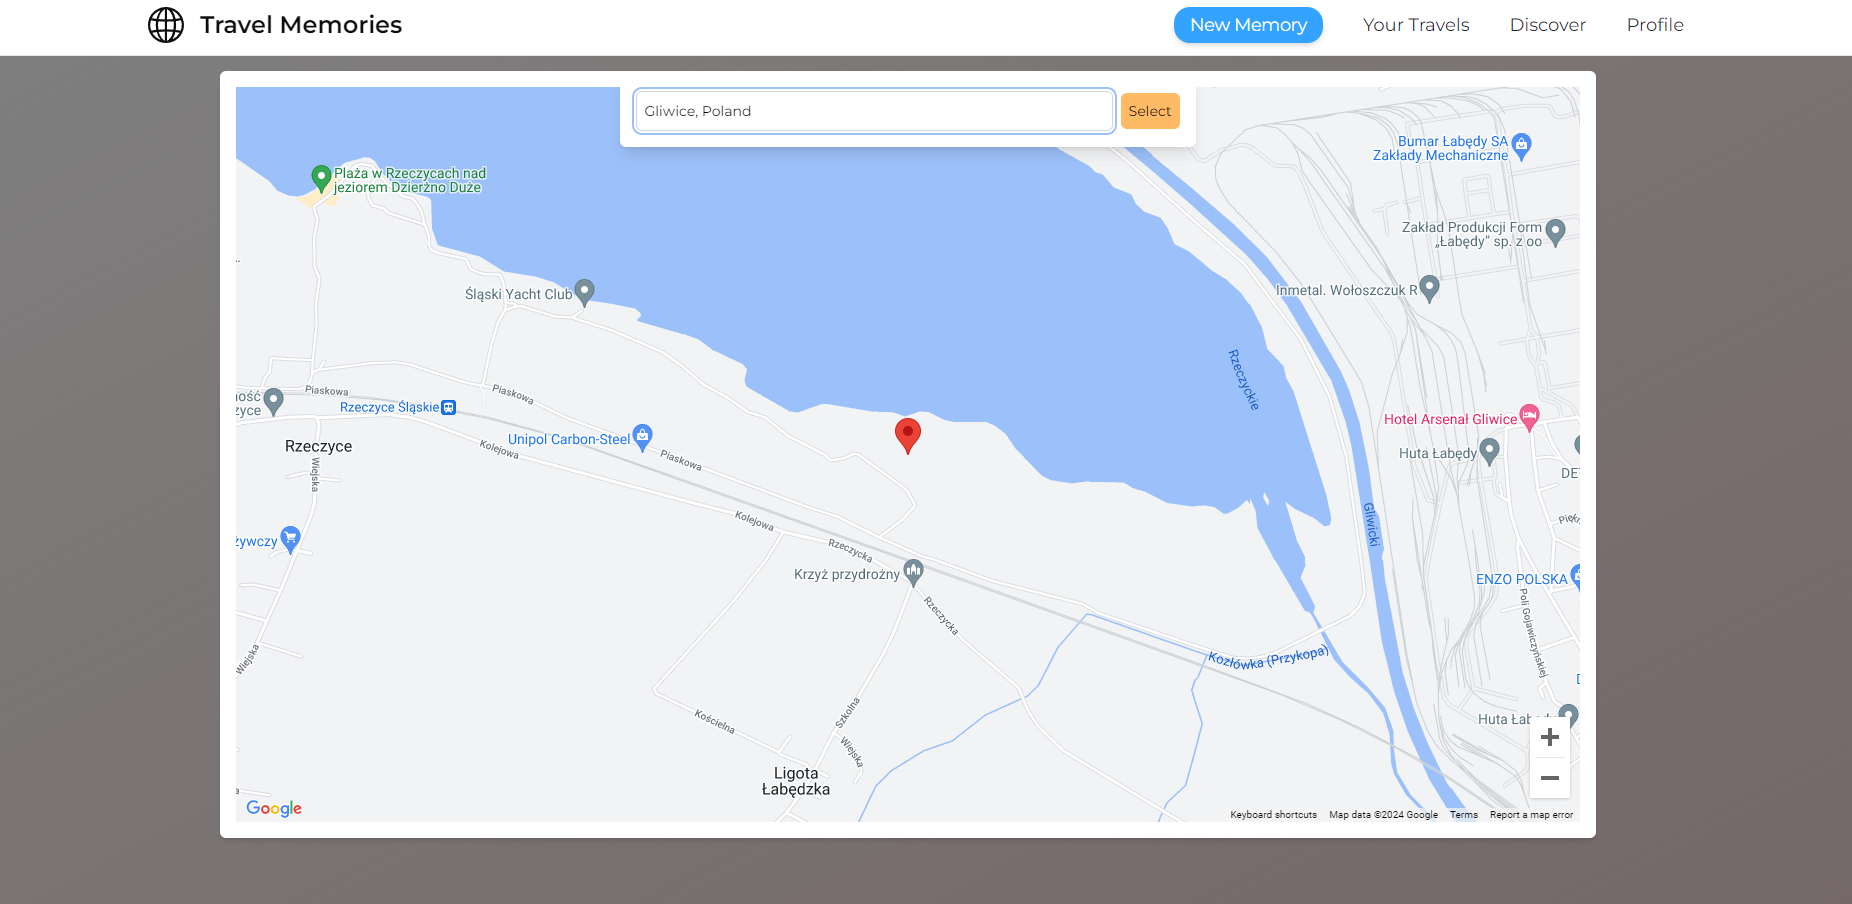 Travel Memories
New Memory
Your Travels
Discover
Profile
Gliwice, Poland
Select
Bumar Łabędy SA
Zakłady Mechaniczne
Plaża w Rzeczycach nad
jeziorem Dzierżno Duże
Zakład Produkcji Form
„Łabędy" sp. z oo
Śląski Yacht Club
Inmetal. Wołoszczuk R
Rzeczyckie
Piaskowa
Piaskowa
ność
zyce
Rzeczyce Śląskie
Hotel Arsenał Gliwice
Unipol Carbon-Steel
Rzeczyce
Kolejowa
Piaskowa
Huta Łabędy
Wiejska
DE
Kolejowa
Gliwicki
Piękn
żywczy
Rzeczycka
Krzyż przydrożny
ENZO POLSKA
Rzeczycka
Poli Gojawiczyńskiej
Wiejska
Kozłówka (Przykopa)
Kościelna
Szkolna
Wiejska
Huta Łabędy
Ligota
Łabędzka
Google
Keyboard shortcuts
Map data ©2024 Google
Terms
Report a map error